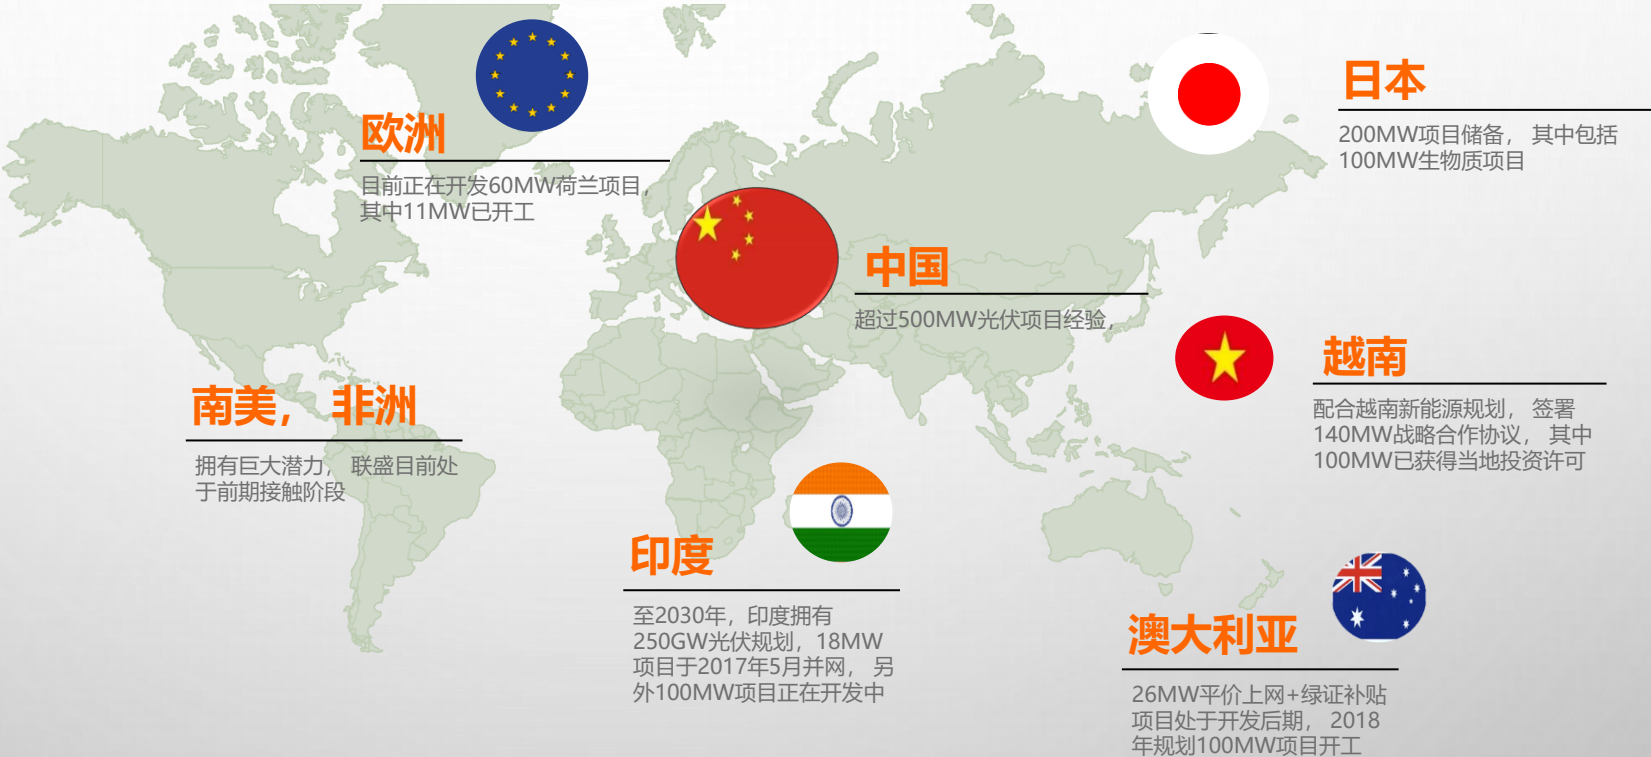 欧洲
目前正在开发60MW荷兰项目，
其中11MW已开工
日本
200MW项目储备， 其中包括
100MW生物质项目
中国
超过500MW光伏项目经验，
越南
配合越南新能源规划， 签署
140MW战略合作协议， 其中
100MW已获得当地投资许可
南美， 非洲
拥有巨大潜力， 联盛目前处
于前期接触阶段
印度
至2030年，印度拥有
250GW光伏规划，18MW
项目于2017年5月并网， 另
外100MW项目正在开发中
澳大利亚
26MW平价上网+绿证补贴
项目处于开发后期， 2018
年规划100MW项目开工